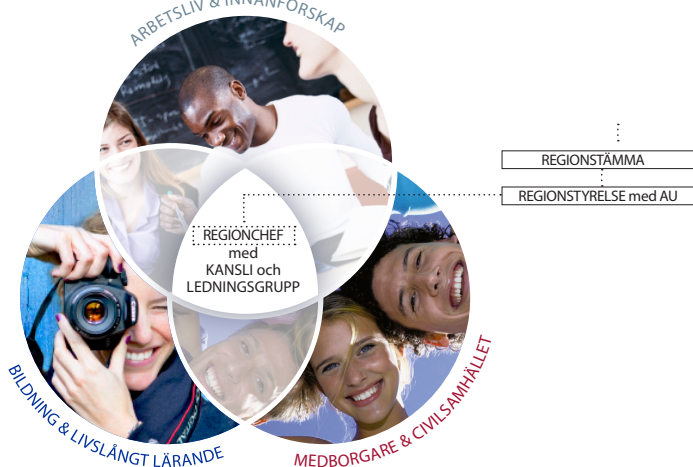 ARBETSLIV & INNANFÖRSKAP
REGIONSTÄMMA
REGIONSTYRELSE med AU
REGIONCHEF
med
KANSLI och
LEDNINGSGRUPP
BILDNING & LIVSLÅNGT LÄRANDE
MEDBORGARE & CIVILSAMHÄLLET